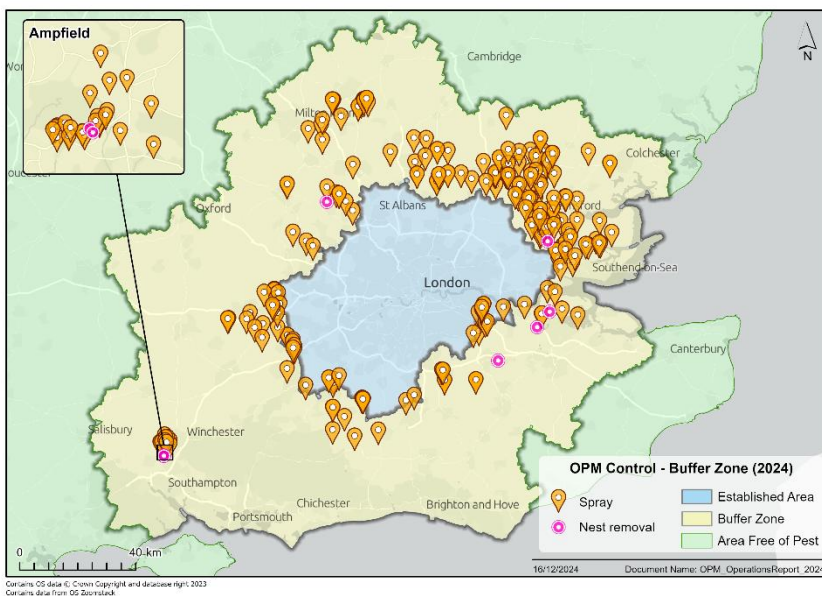 Ampfield
Cambridge
N
Milt
Colchester
Oxford
St Albans
ford
London
Southend-on-Sea
Canterbury
Salisbury
Winchester
Southampton
Chichester
Portsmouth
Brighton and Hove
OPM Control - Buffer Zone (2024)
Spray
Nest removal
Established Area
Buffer Zone
Area Free of Pest
0 40 km
16/12/2024 Document Name: OPM_OperationsReport_2024
Contains OS data © Crown Copyright and database right 2023
Contains data from OS Zoomstack